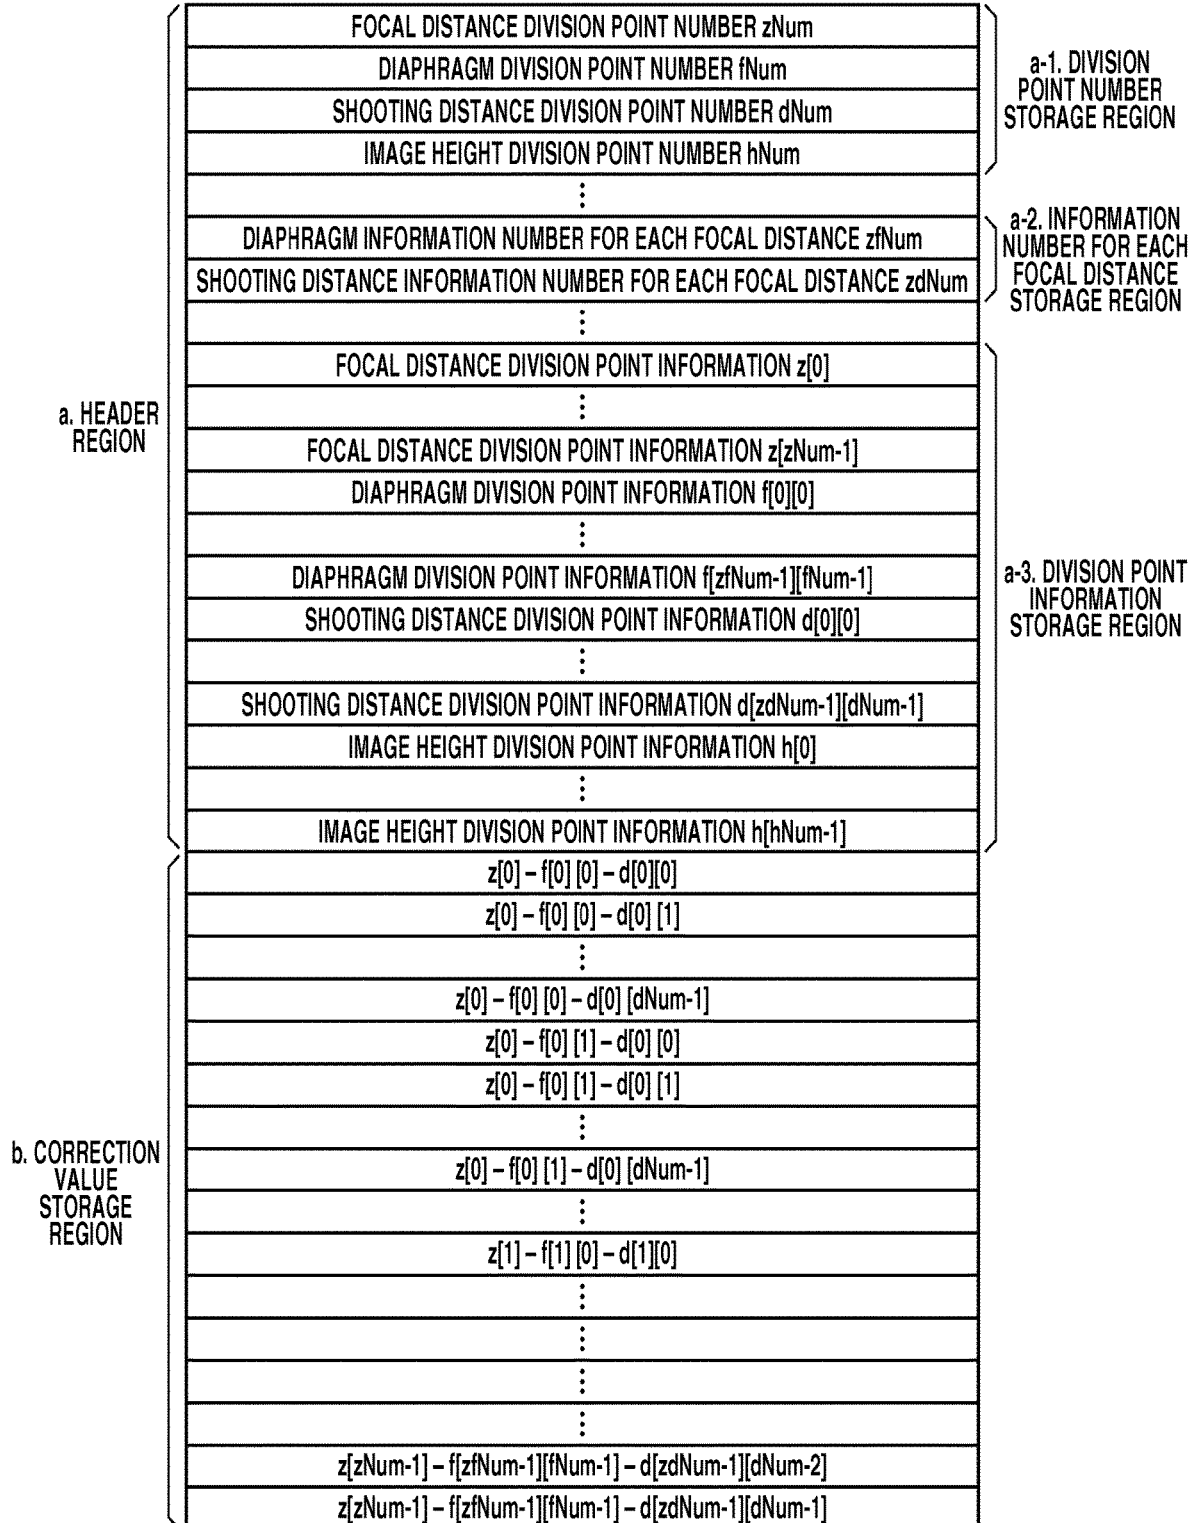 FOCAL DISTANCE DIVISION POINT NUMBER zNum
DIAPHRAGM DIVISION POINT NUMBER fNum
SHOOTING DISTANCE DIVISION POINT NUMBER dNum
IMAGE HEIGHT DIVISION POINT NUMBER hNum
a-1. DIVISION
POINT NUMBER
STORAGE REGION
⋮
DIAPHRAGM INFORMATION NUMBER FOR EACH FOCAL DISTANCE zfNum
SHOOTING DISTANCE INFORMATION NUMBER FOR EACH FOCAL DISTANCE zdNum
a-2. INFORMATION
NUMBER FOR EACH
FOCAL DISTANCE
STORAGE REGION
⋮
FOCAL DISTANCE DIVISION POINT INFORMATION z[0]
⋮
a. HEADER
REGION
FOCAL DISTANCE DIVISION POINT INFORMATION z[zNum-1]
DIAPHRAGM DIVISION POINT INFORMATION f[0][0]
⋮
DIAPHRAGM DIVISION POINT INFORMATION f[zfNum-1][fNum-1]
SHOOTING DISTANCE DIVISION POINT INFORMATION d[0][0]
a-3. DIVISION POINT
INFORMATION
STORAGE REGION
⋮
SHOOTING DISTANCE DIVISION POINT INFORMATION d[zdNum-1][dNum-1]
IMAGE HEIGHT DIVISION POINT INFORMATION h[0]
⋮
IMAGE HEIGHT DIVISION POINT INFORMATION h[hNum-1]
z[0] – f[0] [0] – d[0][0]
z[0] – f[0] [0] – d[0] [1]
⋮
z[0] – f[0] [0] – d[0] [dNum-1]
z[0] – f[0] [1] – d[0] [0]
z[0] – f[0] [1] – d[0] [1]
⋮
b. CORRECTION
VALUE
STORAGE
REGION
z[0] – f[0] [1] – d[0] [dNum-1]
⋮
z[1] – f[1] [0] – d[1][0]
⋮
⋮
⋮
⋮
z[zNum-1] – f[zfNum-1][fNum-1] – d[zdNum-1][dNum-2]
z[zNum-1] – f[zfNum-1][fNum-1] – d[zdNum-1][dNum-1]